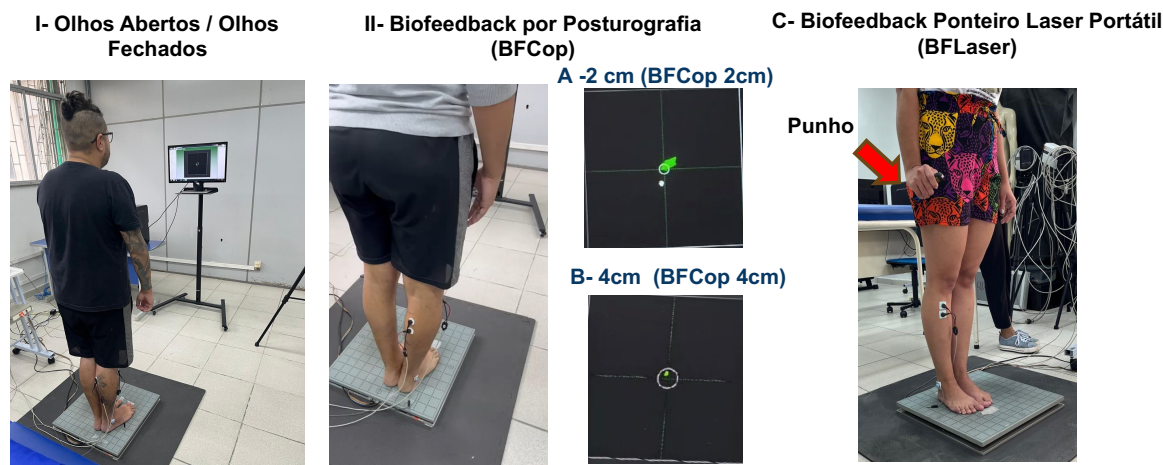 I- Olhos Abertos / Olhos
Fechados
II- Biofeedback por Posturografia
(BFCop)
A -2 cm (BFCop 2cm)
B- 4cm  (BFCop 4cm)
C- Biofeedback Ponteiro Laser Portátil
(BFLaser)
Punho